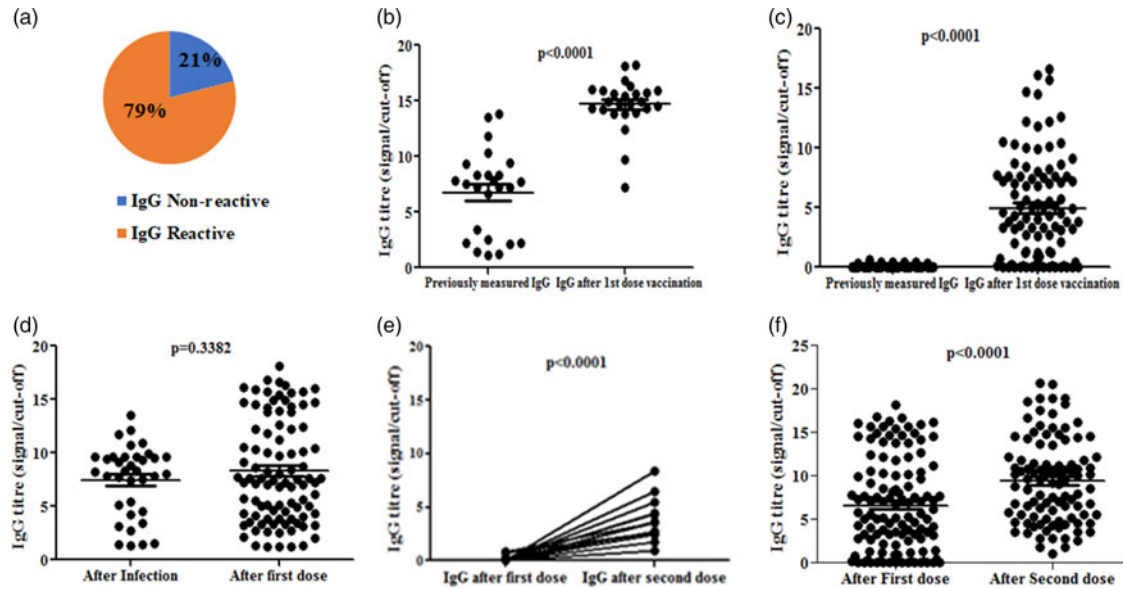 (a)
21%
79%
IgG Non-reactive
IgG Reactive
(b)
p<0.0001
IgG titre (signal/cut-off)
20
15
10
5
0
Previously measured IgG IgG after 1st dose vaccination
(c)
p<0.0001
IgG titre (signal/cut-off)
20
15
10
5
0
Previously measured IgG IgG after 1st dose vaccination
(d)
p=0.3382
IgG titre (signal/cut-off)
20
15
10
5
0
After Infection After first dose
(e)
p<0.0001
IgG titre (signal/cut-off)
20
15
10
5
0
IgG after first dose IgG after second dose
(f)
p<0.0001
IgG titre (signal/cut-off)
25
20
15
10
5
0
After First dose After Second dose